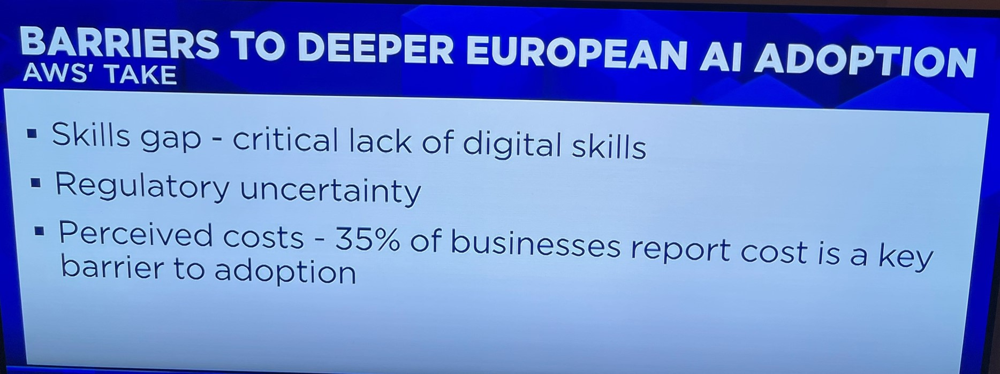 BARRIERS TO DEEPER EUROPEAN AI ADOPTION
AWS' TAKE
▪ Skills gap - critical lack of digital skills
▪ Regulatory uncertainty
▪ Perceived costs - 35% of businesses report cost is a key
barrier to adoption